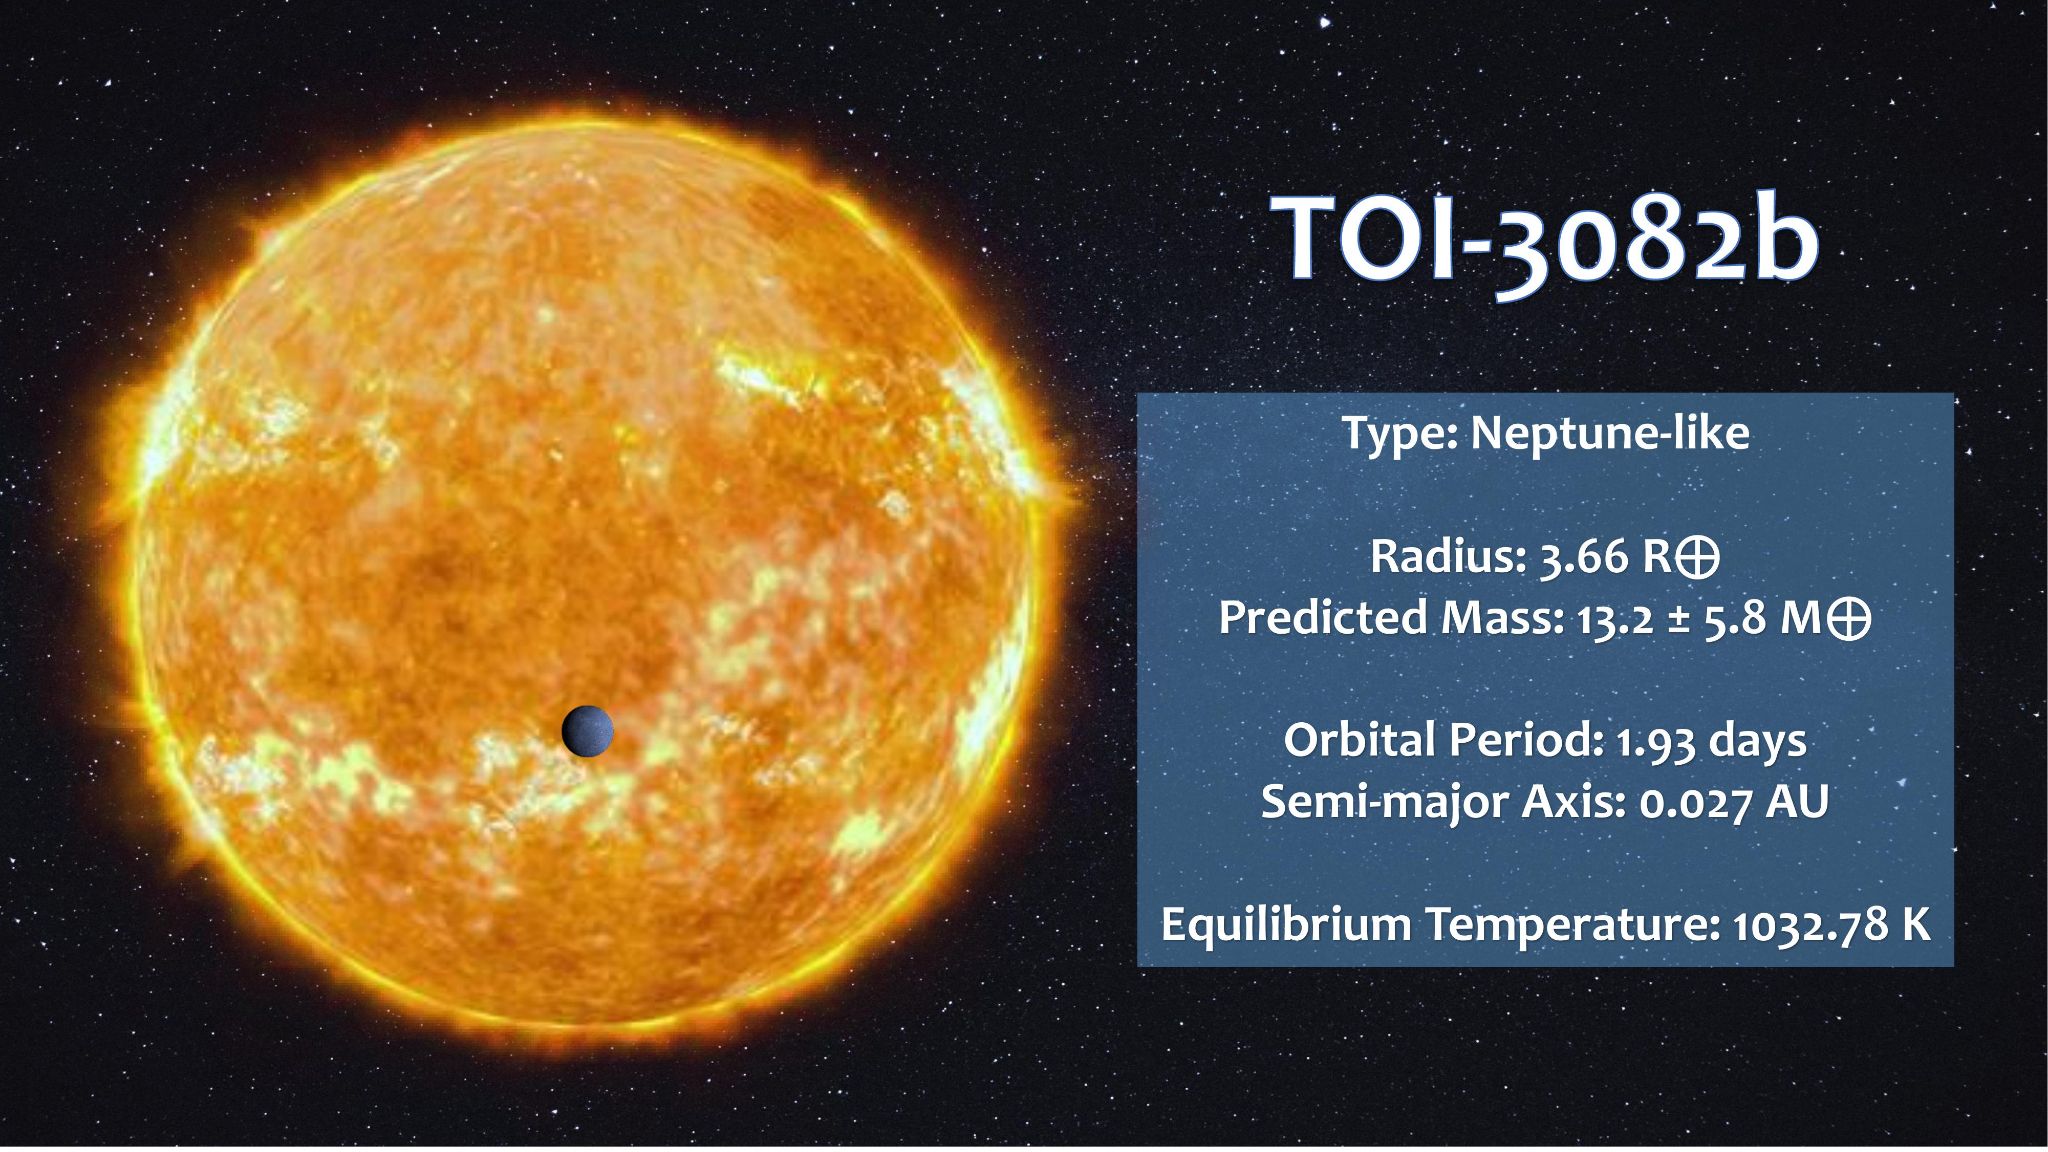 TOI-3082b
Type: Neptune-like
Radius: 3.66 R⊕
Predicted Mass: 13.2 ± 5.8 M⊕
Orbital Period: 1.93 days
Semi-major Axis: 0.027 AU
Equilibrium Temperature: 1032.78 K